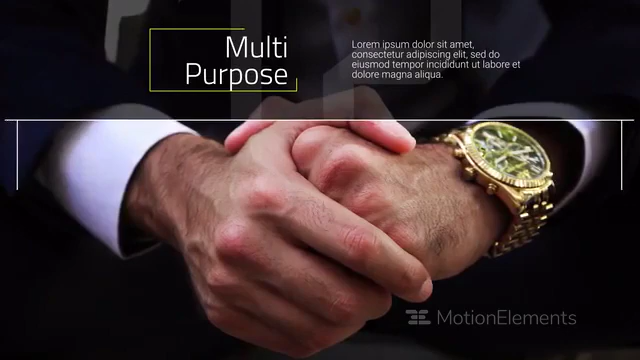 Multi
Purpose
Lorem ipsum dolor sit amet,
consectetur adipiscing elit, sed do
eiusmod tempor incididunt ut labore et
dolore magna aliqua.
MotionElements